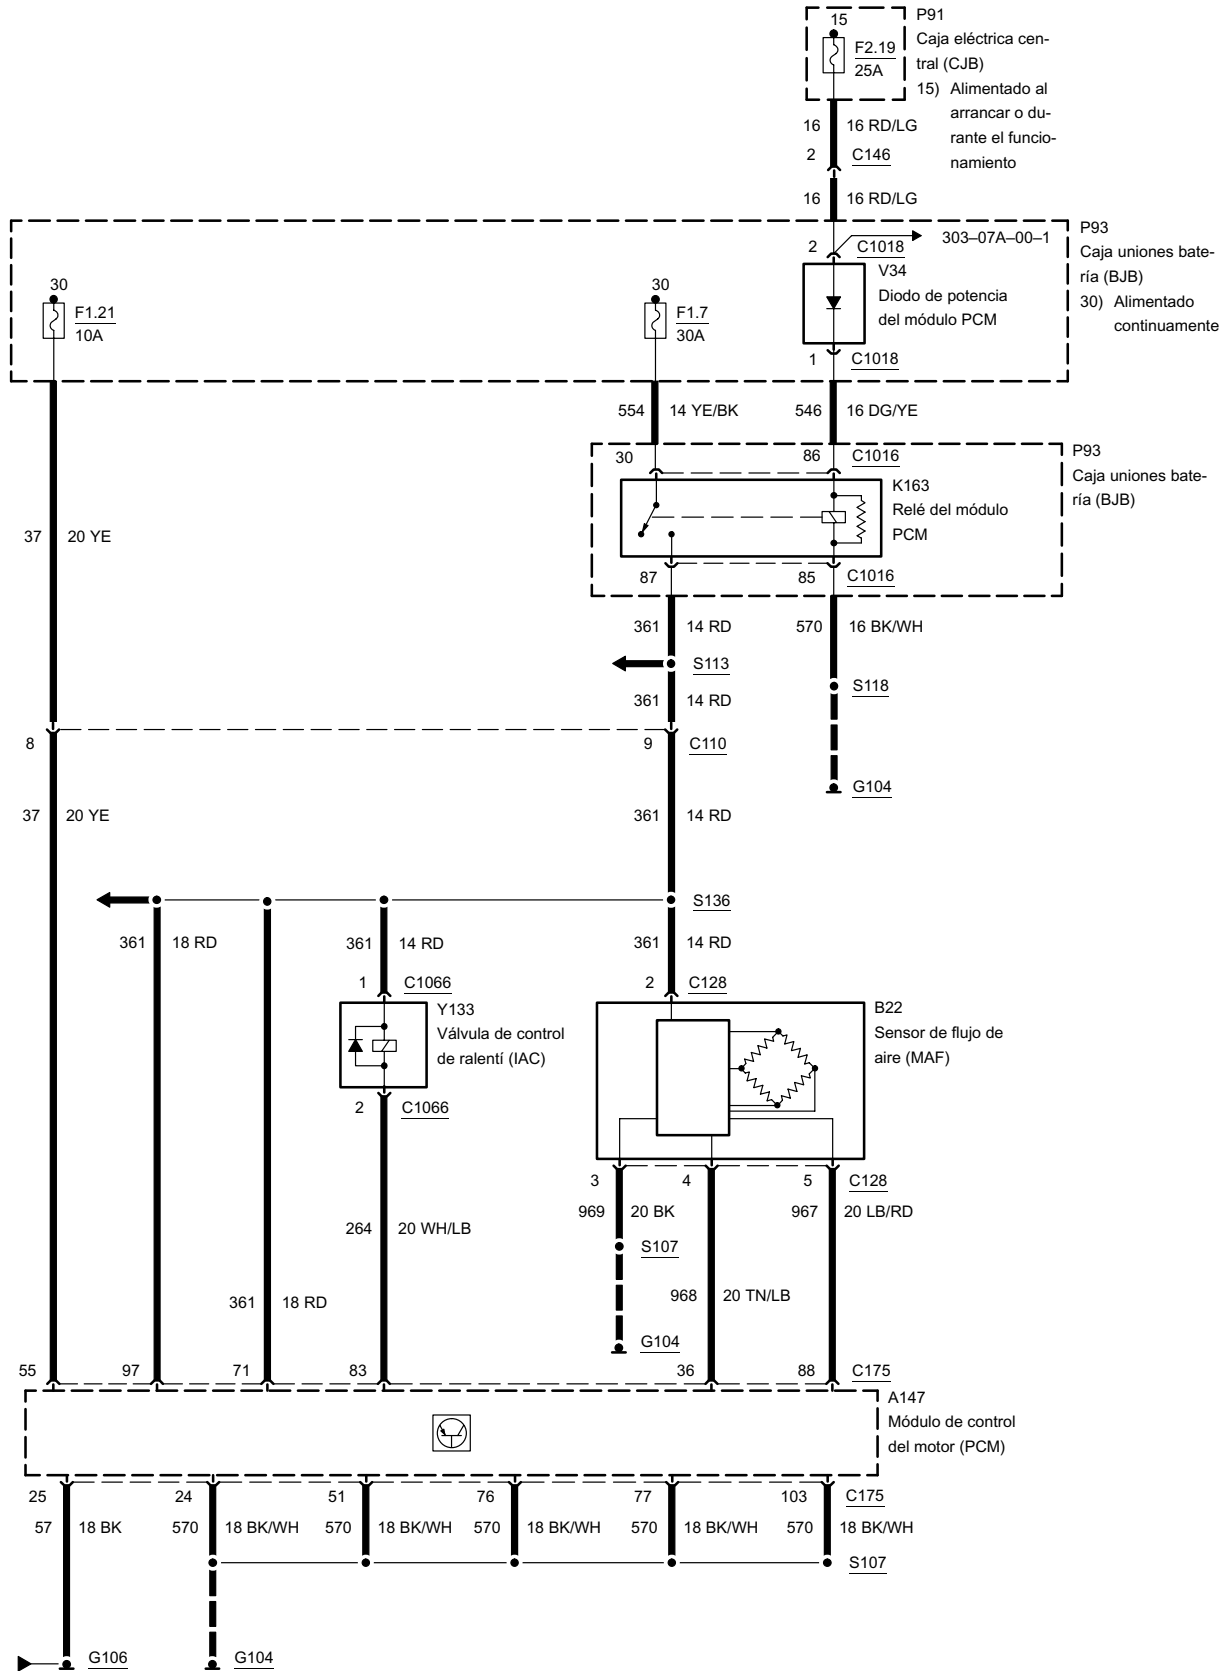 15
F2.19
25A
P91
Caja eléctrica cen-
tral (CJB)
15) Alimentado al
arrancar o du-
rante el funcio-
namiento
16 16 RD/LG
2 C146
16 16 RD/LG
2 C1018
303–07A–00–1
V34
Diodo de potencia
del módulo PCM
1 C1018
P93
Caja uniones bate-
ría (BJB)
30) Alimentado
continuamente
30
F1.21
10A
30
F1.7
30A
554 14 YE/BK
546 16 DG/YE
30
86 C1016
K163
Relé del módulo
PCM
P93
Caja uniones bate-
ría (BJB)
87
85 C1016
37 20 YE
361 14 RD
570 16 BK/WH
S113
S118
361 14 RD
8
9 C110
G104
37 20 YE
361 14 RD
S136
361 18 RD
361 14 RD
361 14 RD
1 C1066
2 C128
Y133
Válvula de control
de ralentí (IAC)
B22
Sensor de flujo de
aire (MAF)
2 C1066
3
4
5 C128
969 20 BK
967 20 LB/RD
264 20 WH/LB
S107
361 18 RD
968 20 TN/LB
G104
55
97
71
83
36
88 C175
A147
Módulo de control
del motor (PCM)
25
24
51
76
77
103 C175
57 18 BK
570 18 BK/WH
570 18 BK/WH
570 18 BK/WH
570 18 BK/WH
570 18 BK/WH
S107
G106
G104